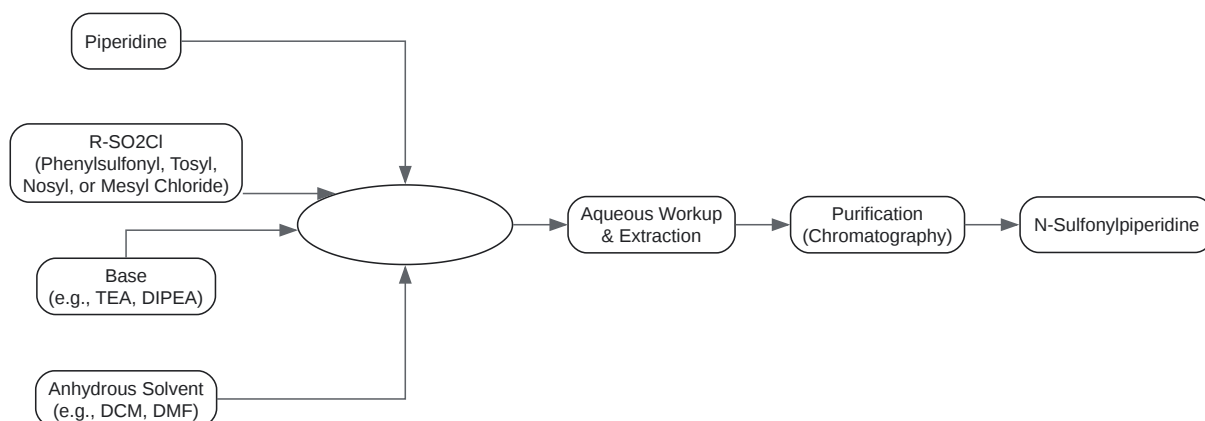 Piperidine
R-SO2Cl
(Phenylsulfonyl, Tosyl,
Nosyl, or Mesyl Chloride)
Base
(e.g., TEA, DIPEA)
Anhydrous Solvent
(e.g., DCM, DMF)
Aqueous Workup
& Extraction
Purification
(Chromatography)
N-Sulfonylpiperidine